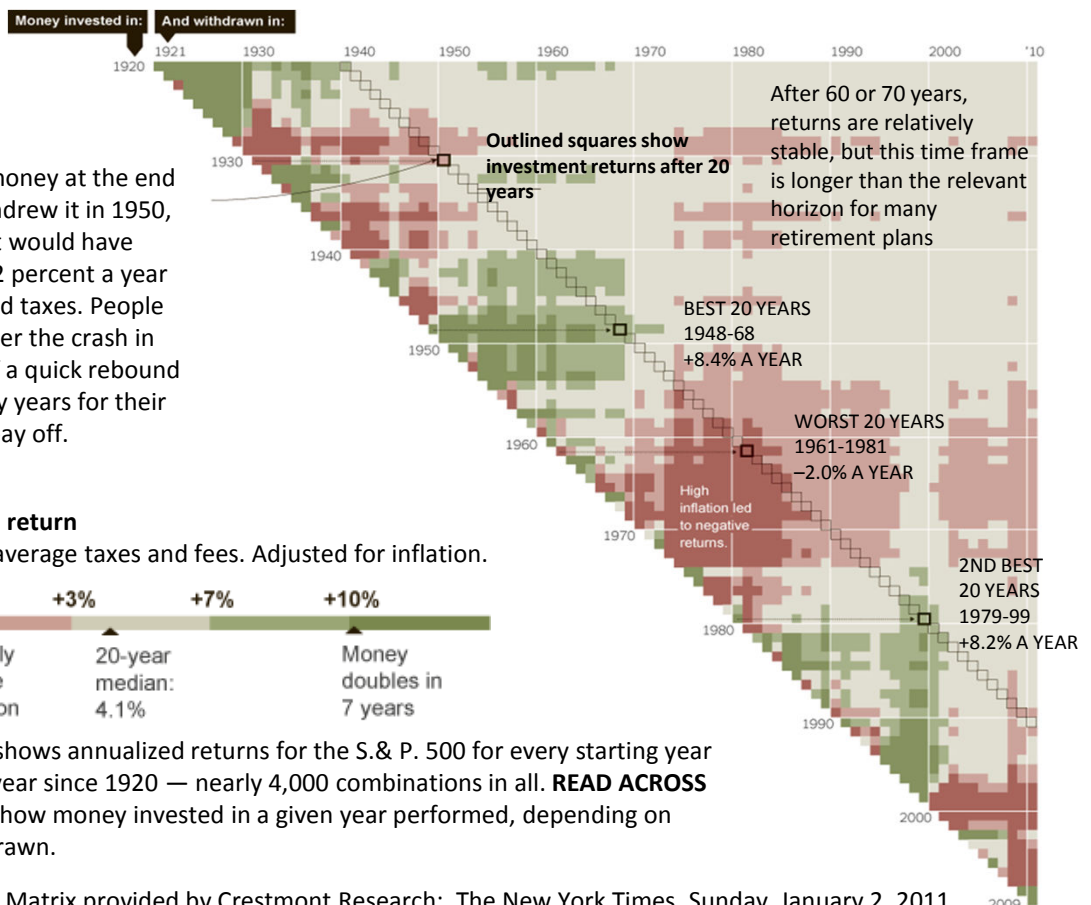 Money invested in: And withdrawn in:
1921 1930 1940 1950 1960 1970 1980 1990 2000 '10
1920
After 60 or 70 years,
returns are relatively
stable, but this time frame
is longer than the relevant
horizon for many
retirement plans
Outlined squares show
investment returns after 20
years
1930
money at the end
drew it in 1950,
t would have
2 percent a year
d taxes. People
er the crash in
a quick rebound
y years for their
ay off.
1940
BEST 20 YEARS
1948-68
+8.4% A YEAR
1950
WORST 20 YEARS
1961-1981
–2.0% A YEAR
1960
High
inflation led
to negative
returns.
1970
return
average taxes and fees. Adjusted for inflation.
2ND BEST
20 YEARS
1979-99
+8.2% A YEAR
1980
+3% +7% +10%
ly
e
on
20-year
median:
4.1%
Money
doubles in
7 years
1990
shows annualized returns for the S.& P. 500 for every starting year
year since 1920 — nearly 4,000 combinations in all. READ ACROSS
how money invested in a given year performed, depending on
drawn.
2000
Matrix provided by Crestmont Research; The New York Times, Sunday, January 2, 2011
2009